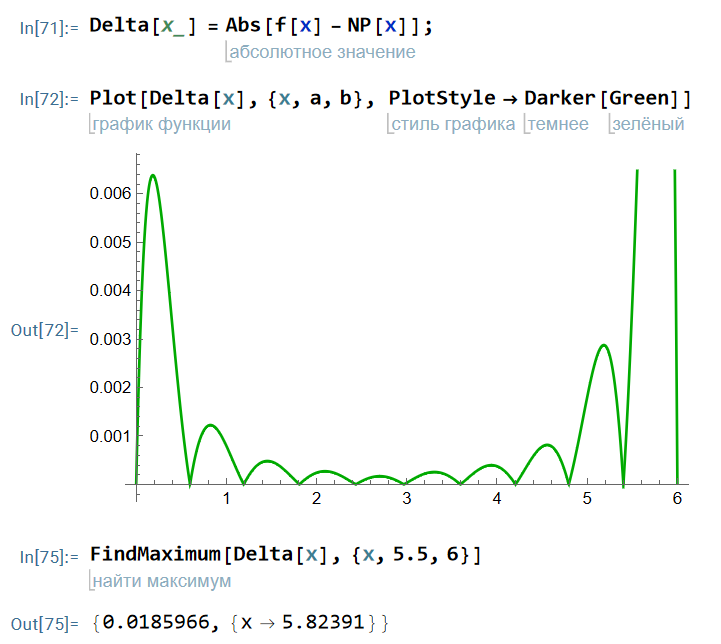 In[71]:= Delta[x_] = Abs[f[x] - NP[x]];
абсолютное значение
In[72]:= Plot[Delta[x], {x, a, b}, PlotStyle → Darker[Green]]
график функции стиль графика темнее зелёный
0.006
0.005
0.004
Out[72]= 0.003
0.002
0.001
1 2 3 4 5 6
In[75]:= FindMaximum[Delta[x], {x, 5.5, 6}]
найти максимум
Out[75]= {0.0185966, {x → 5.82391}}